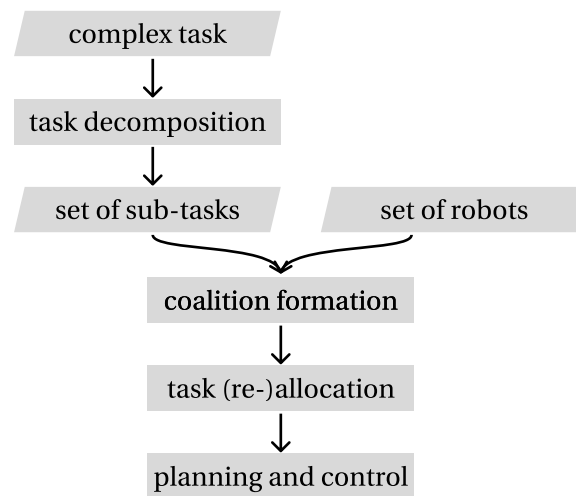 complex task
task decomposition
set of sub-tasks
set of robots
coalition formation
task (re-)allocation
planning and control